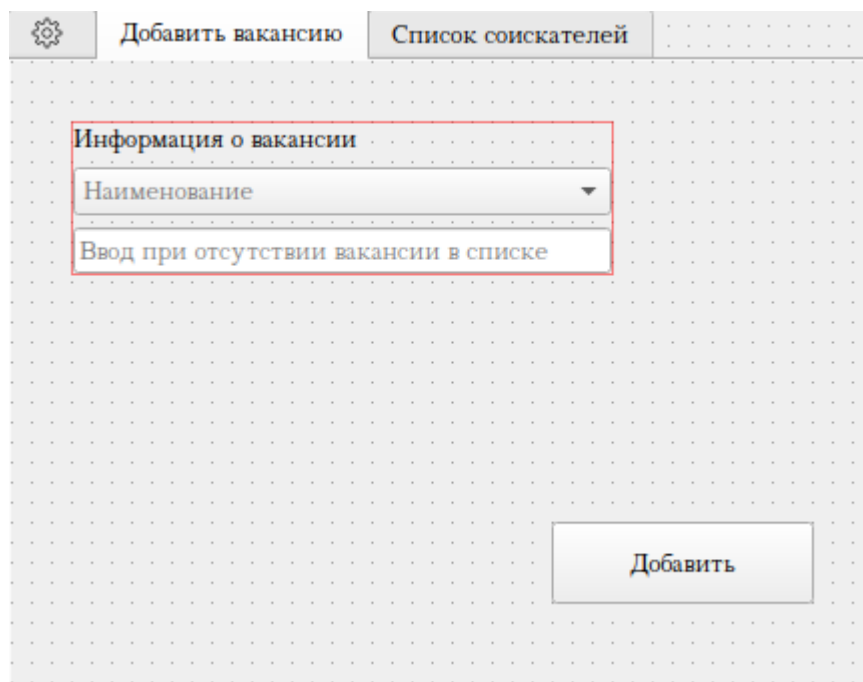 Добавить вакансию
Список соискателей
Информация о вакансии
Наименование
Ввод при отсутствии вакансии в списке
Добавить